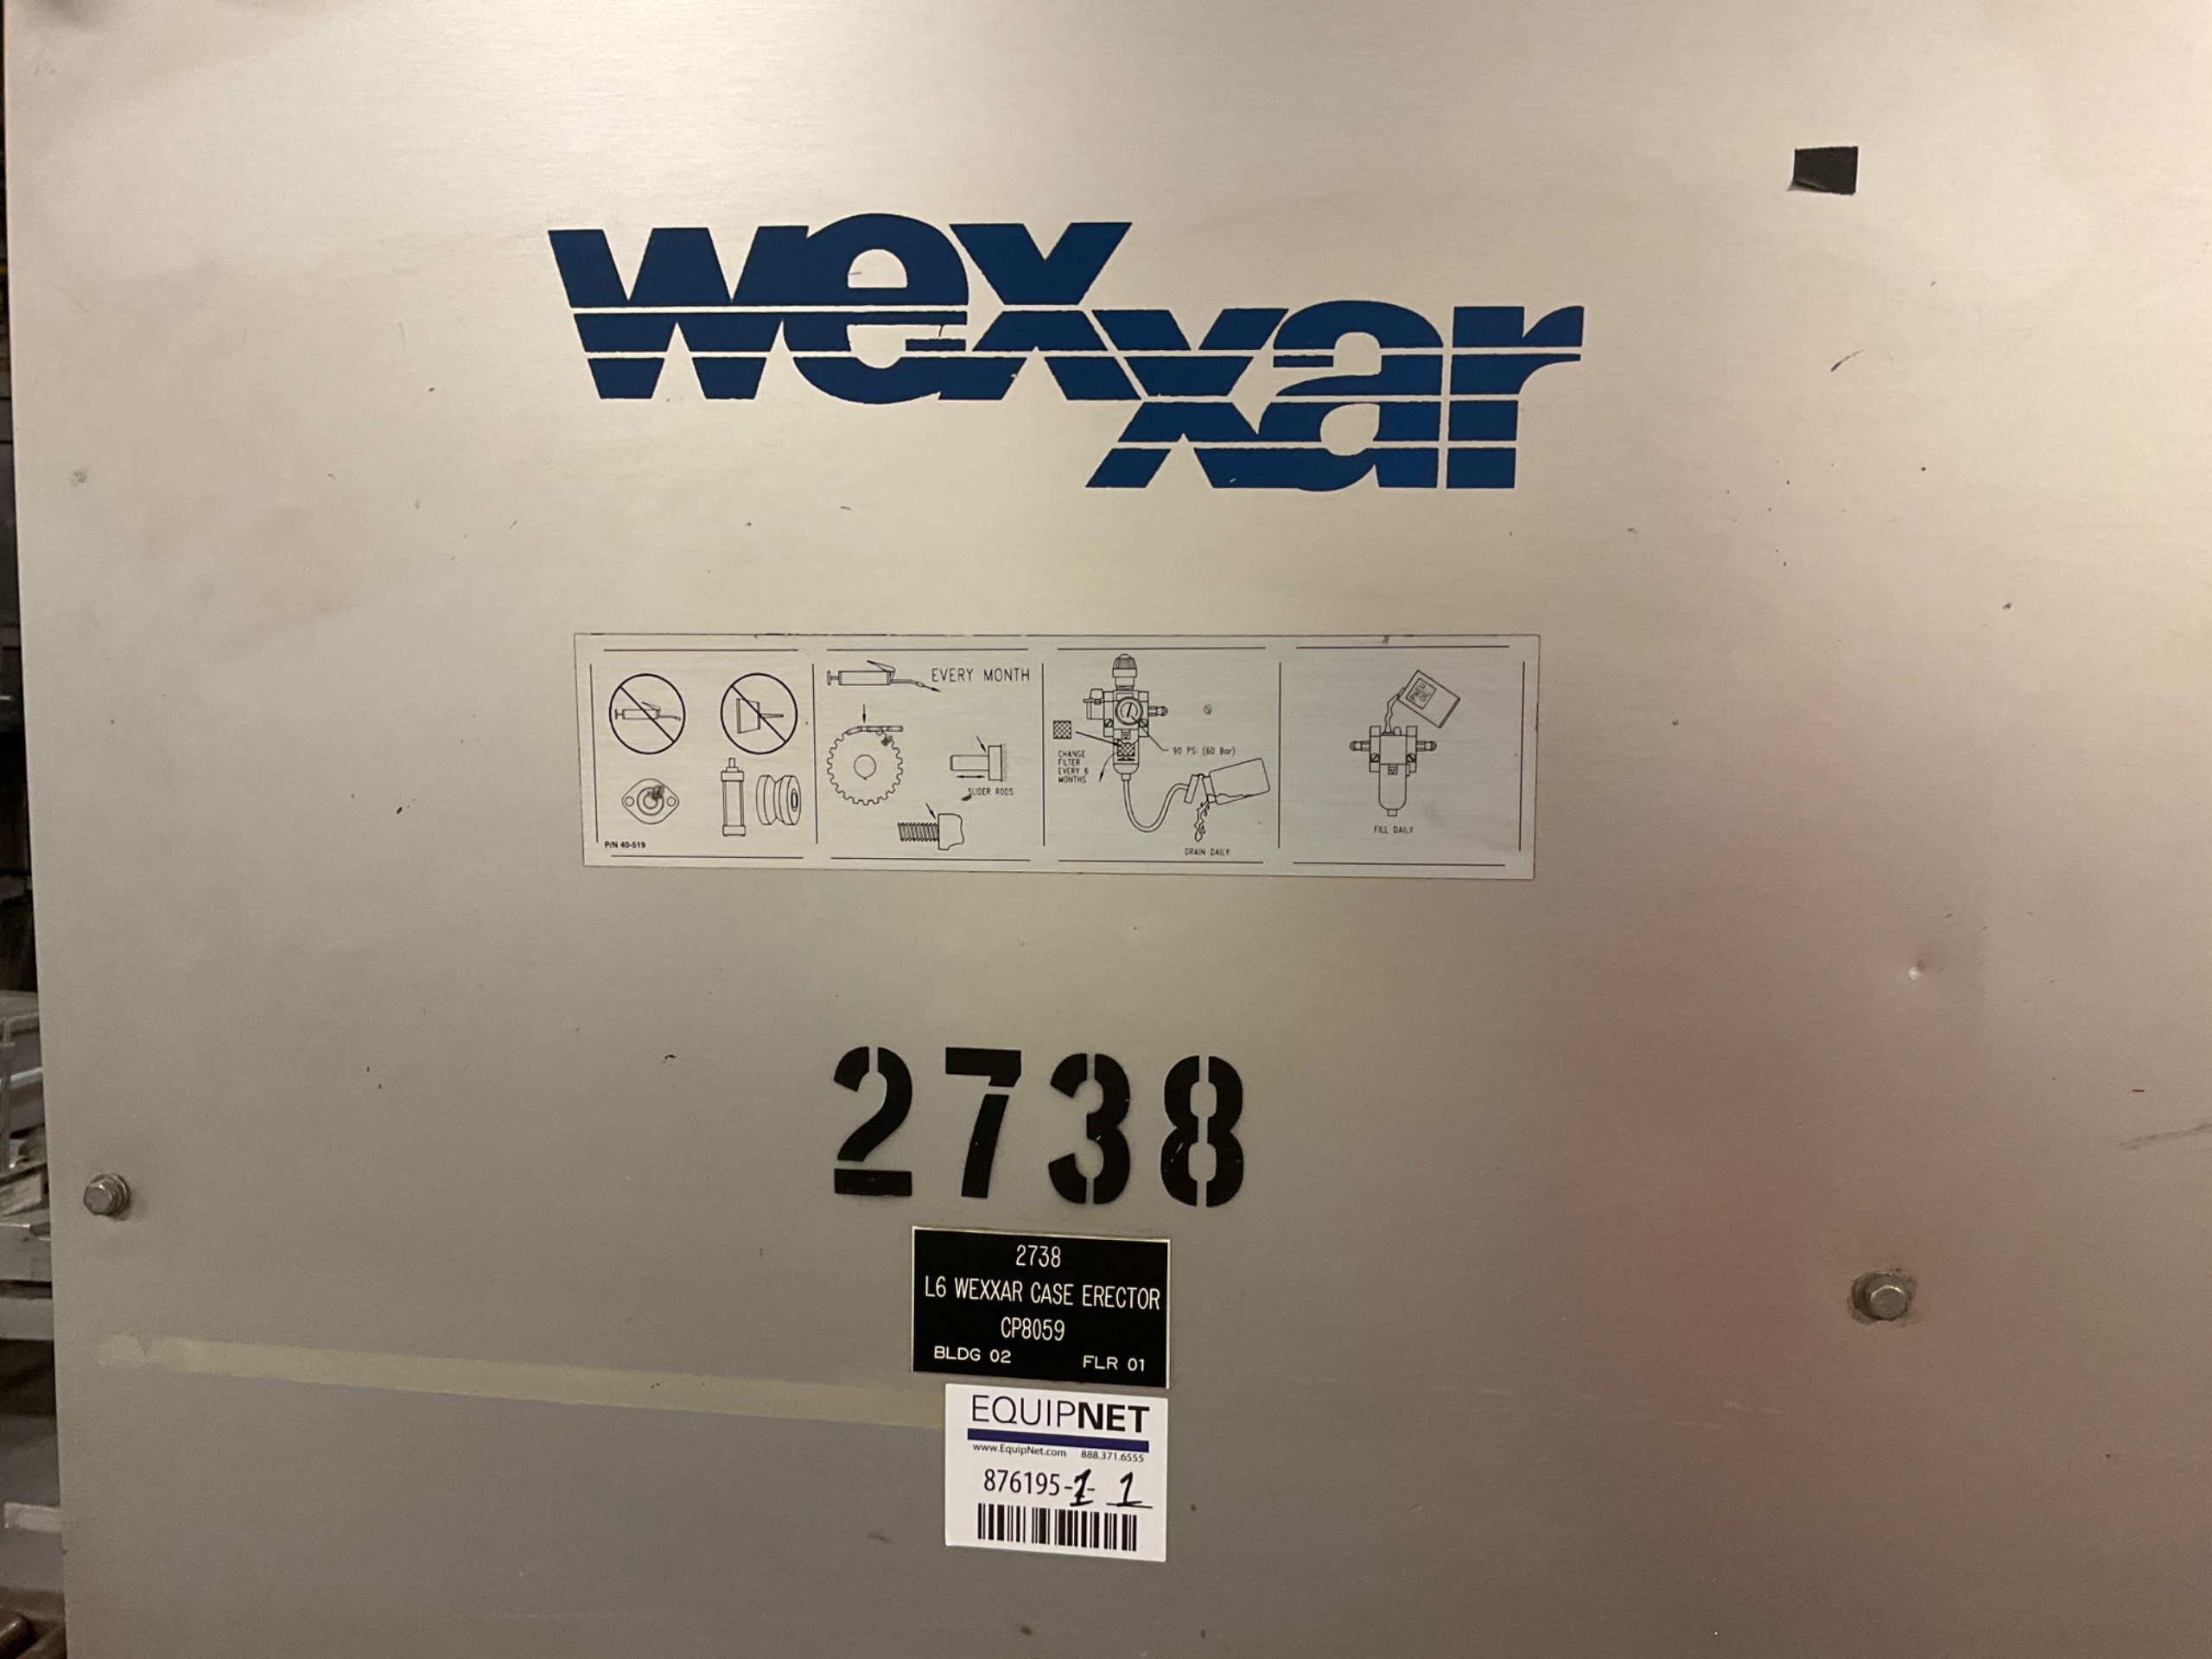 wexxar
EVERY MONTH
SLIDER RODS
P/N 40-519
90 PSI (60 Bar)
CHANGE
FILTER
EVERY 6
MONTHS
DRAIN DAILY
PNEU
OIL
FILL DAILY
2738
2738
L6 WEXXAR CASE ERECTOR
CP8059
BLDG 02 FLR 01
EQUIPNET
www.EquipNet.com 888.371.6555
876195-1- 1